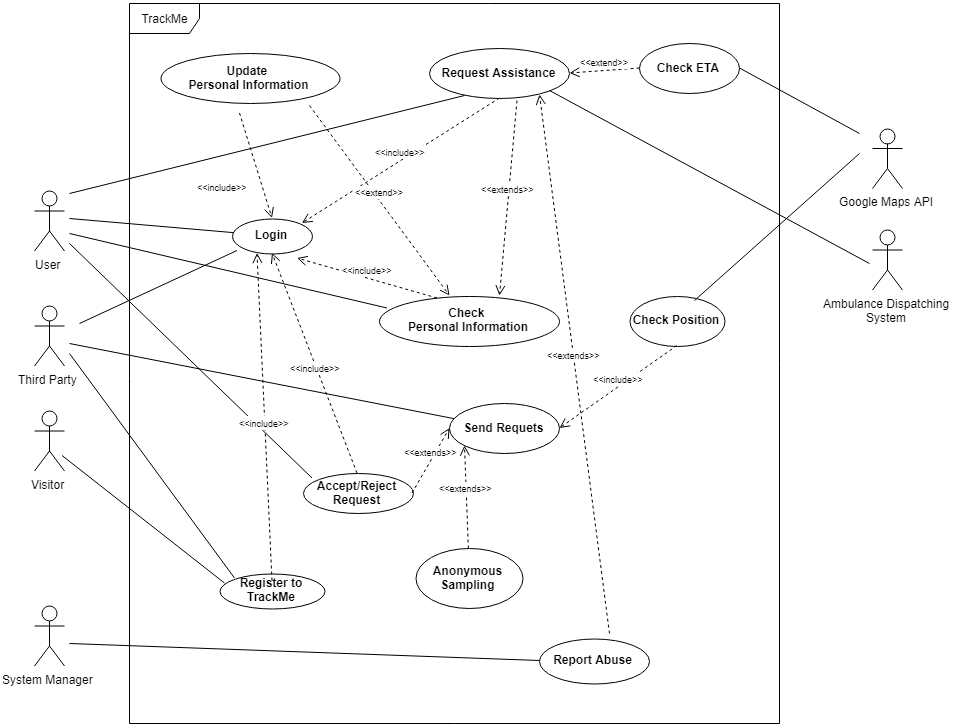 TrackMe
Update
Personal Information
Request Assistance
<<extend>>
Check ETA
<<include>>
<<include>>
<<extend>>
<<extends>>
Google Maps API
User
Login
<<include>>
Check
Personal Information
Check Position
Ambulance Dispatching
System
Third Party
<<include>>
<<extends>>
<<include>>
<<include>>
Send Requets
<<extends>>
Visitor
Accept/Reject
Request
<<extends>>
Anonymous
Sampling
Register to
TrackMe
System Manager
Report Abuse